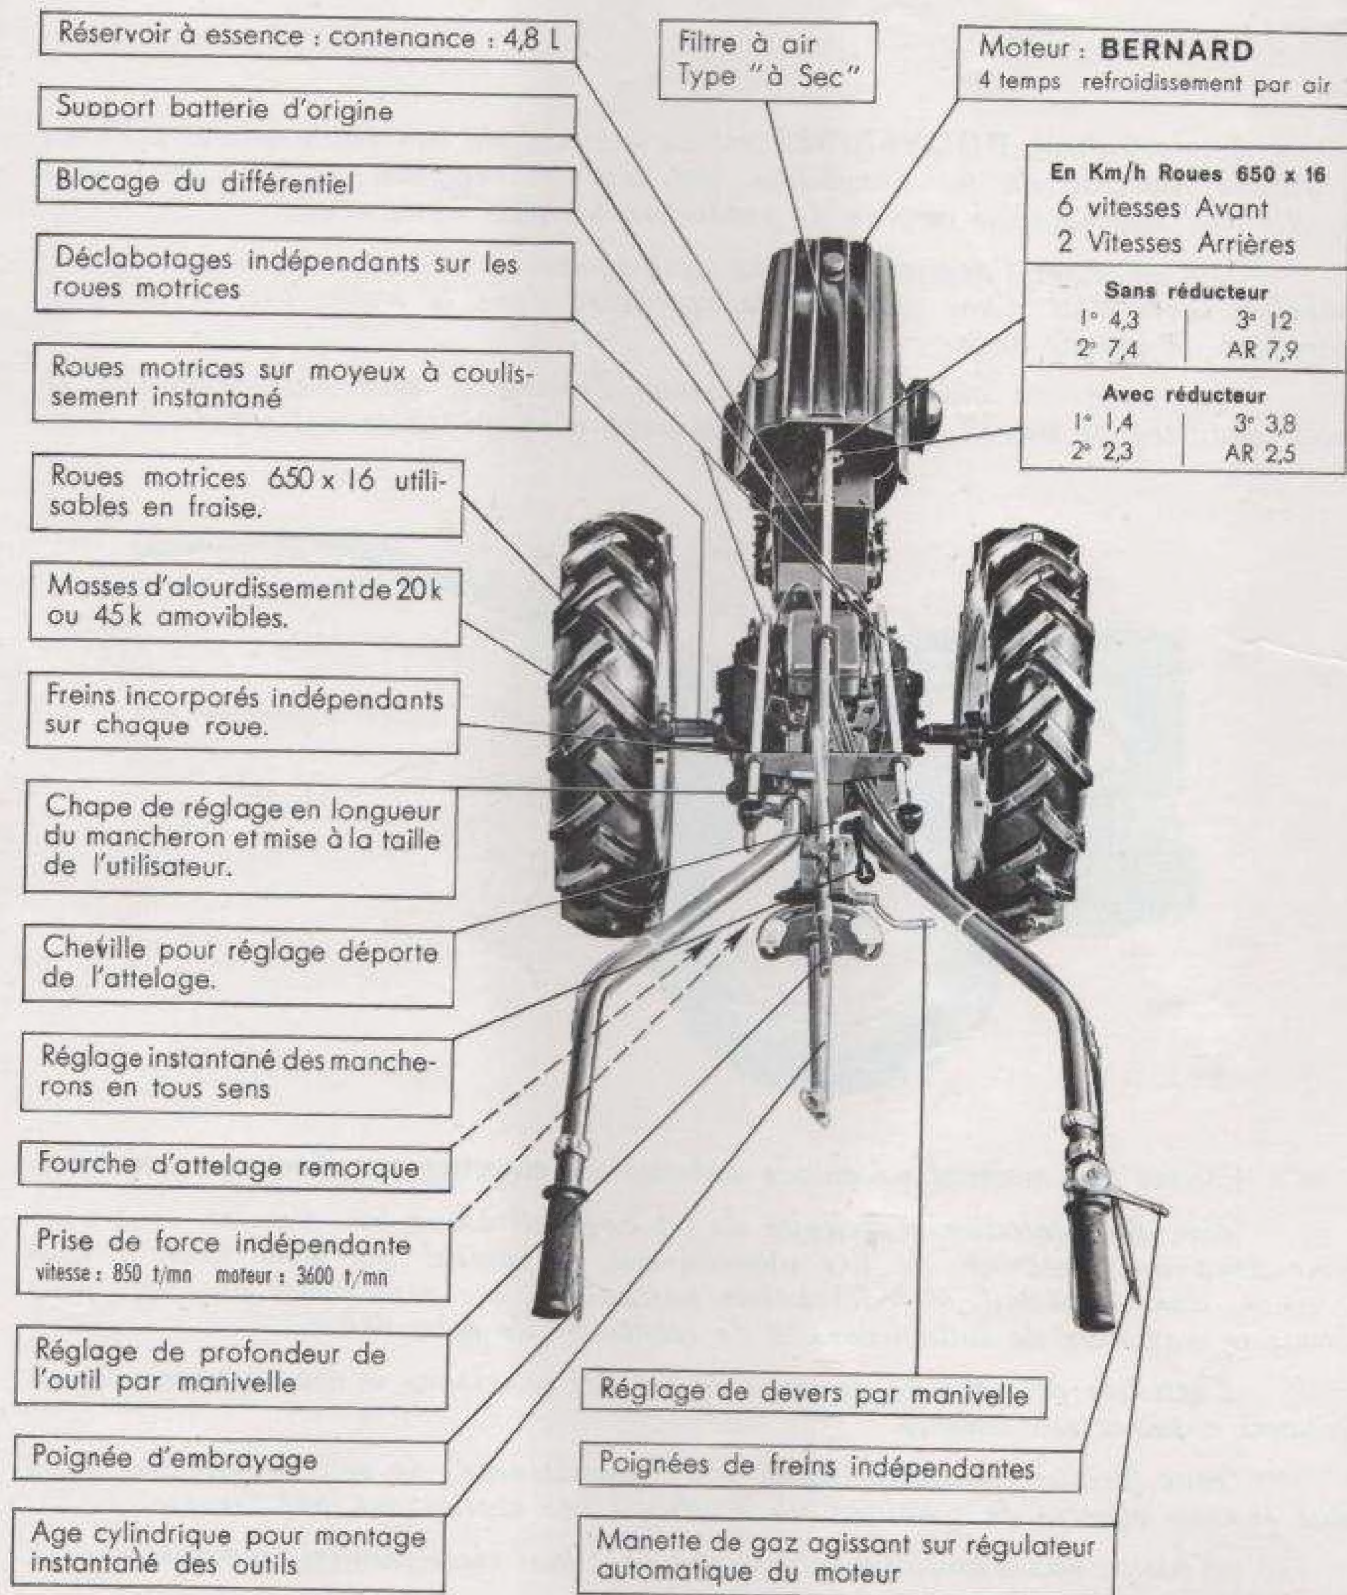 Réservoir à essence : contenance : 4,8 L
Support batterie d'origine
Blocage du différentiel
Déclabotages indépendants sur les
roues motrices
Roues motrices sur moyeux à coulis-
sement instantané
Roues motrices 650 x 16 utili-
sables en fraise.
Masses d'alourdissement de 20 k
ou 45 k amovibles.
Freins incorporés indépendants
sur chaque roue.
Chape de réglage en longueur
du mancheron et mise à la taille
de l'utilisateur.
Cheville pour réglage déporte
de l'attelage.
Réglage instantané des manche-
rons en tous sens
Fourche d'attelage remorque
Prise de force indépendante
vitesse : 850 t/mn moteur : 3600 t/mn
Réglage de profondeur de
l'outil par manivelle
Poignée d'embrayage
Age cylindrique pour montage
instantané des outils
Filtre à air
Type "à Sec"
Moteur : BERNARD
4 temps refroidissement par air
En Km/h Roues 650 x 16
6 vitesses Avant
2 Vitesses Arrières
Sans réducteur
1° 4,3 3° 12
2° 7,4 AR 7,9
Avec réducteur
1° 1,4 3° 3,8
2° 2,3 AR 2,5
Réglage de devers par manivelle
Poignées de freins indépendantes
Manette de gaz agissant sur régulateur
automatique du moteur